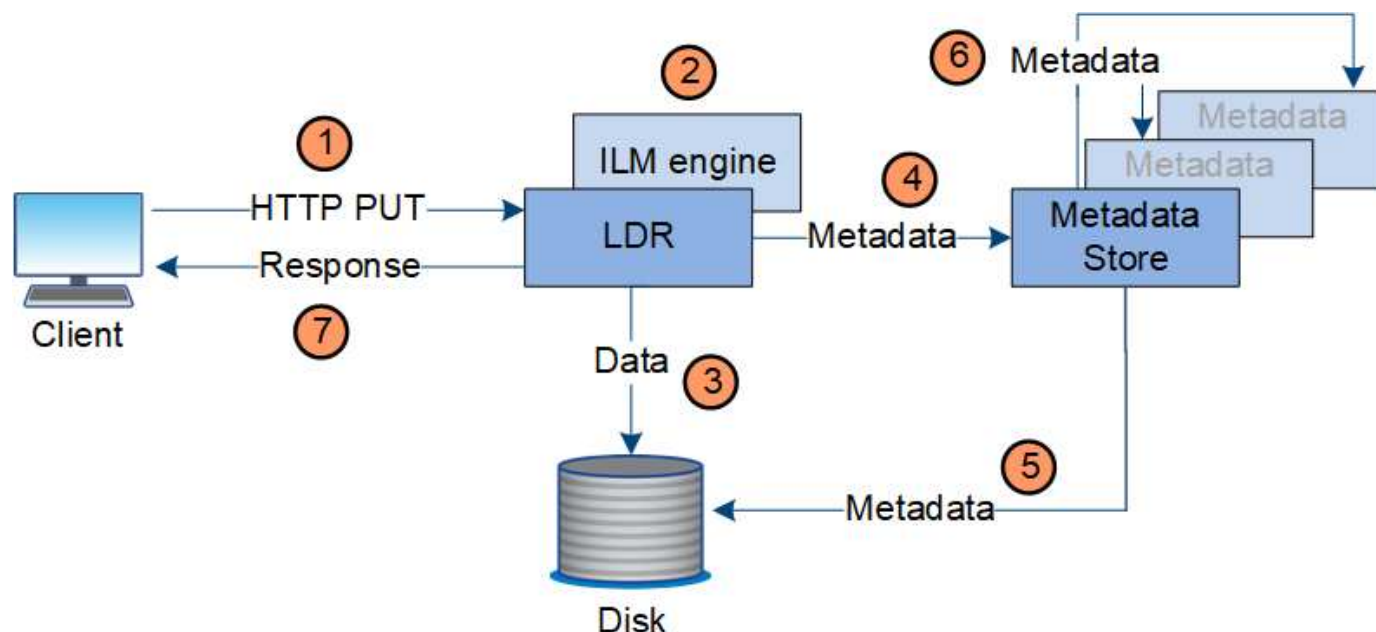 6
Metadata
2
Metadata
1
ILM engine
Metadata
4
HTTP PUT
LDR
Metadata
Metadata
Store
Response
Client
7
Data
3
5
Metadata
Disk